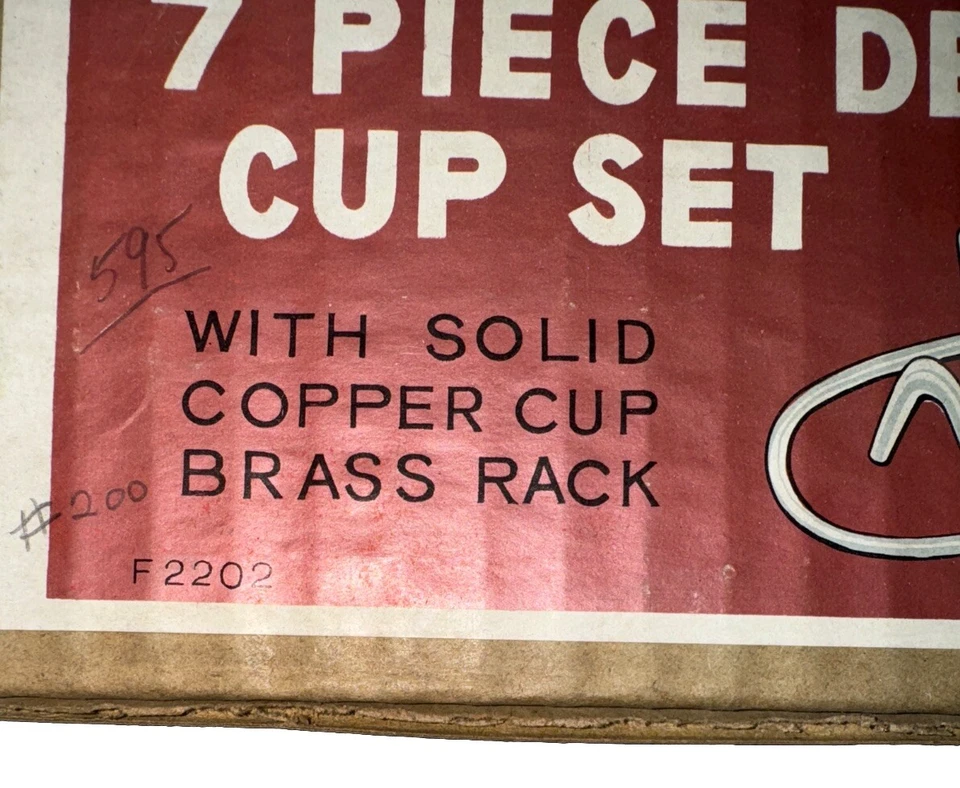 7 PIECE DE
CUP SET
595
WITH SOLID
COPPER CUP
BRASS RACK
#200
F2202